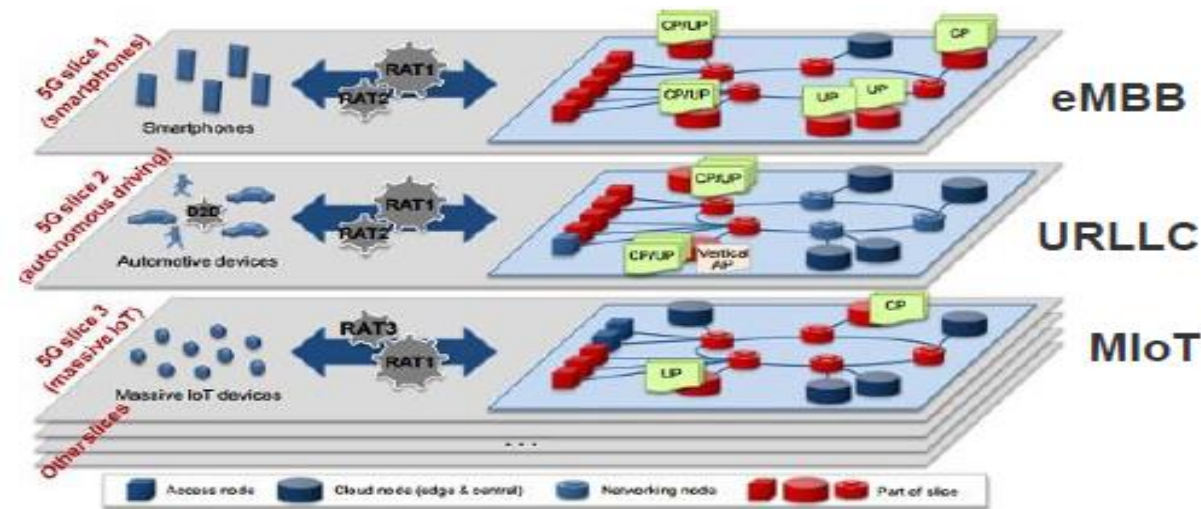 5G slice 1
(smartphones)
Smartphones
RAT1
RAT2
CP/UP
CP/UP
CP
UP
UP
eMBB
5G slice 2
(autonomous driving)
D2D
Automotive devices
RAT1
RAT2
CP/UP
CP/UP
Vertical
AP
URLLC
5G slice 3
(massive IoT)
Massive IoT devices
RAT3
RAT1
UP
CP
MIoT
Other slices
...
Access node
Cloud node (edge & central)
Networking node
Part of slice